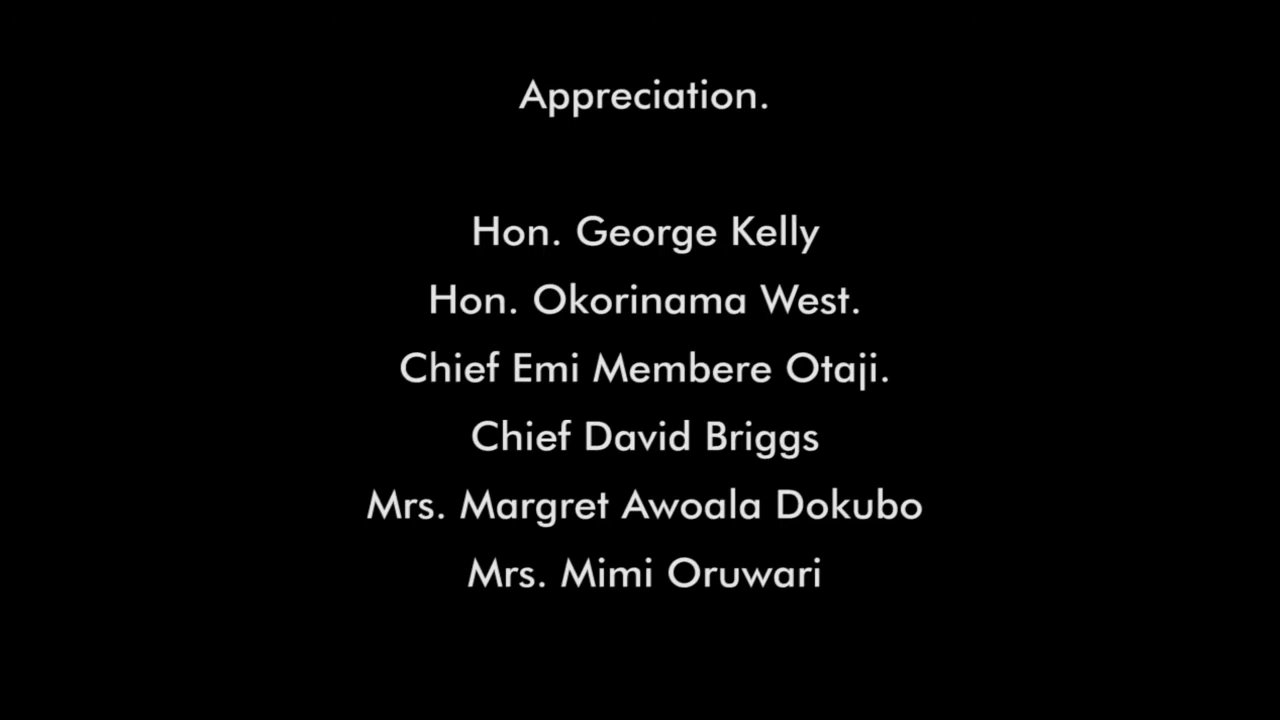 Appreciation.
Hon. George Kelly
Hon. Okorinama West.
Chief Emi Membere Otaji.
Chief David Briggs
Mrs. Margret Awoala Dokubo
Mrs. Mimi Oruwari